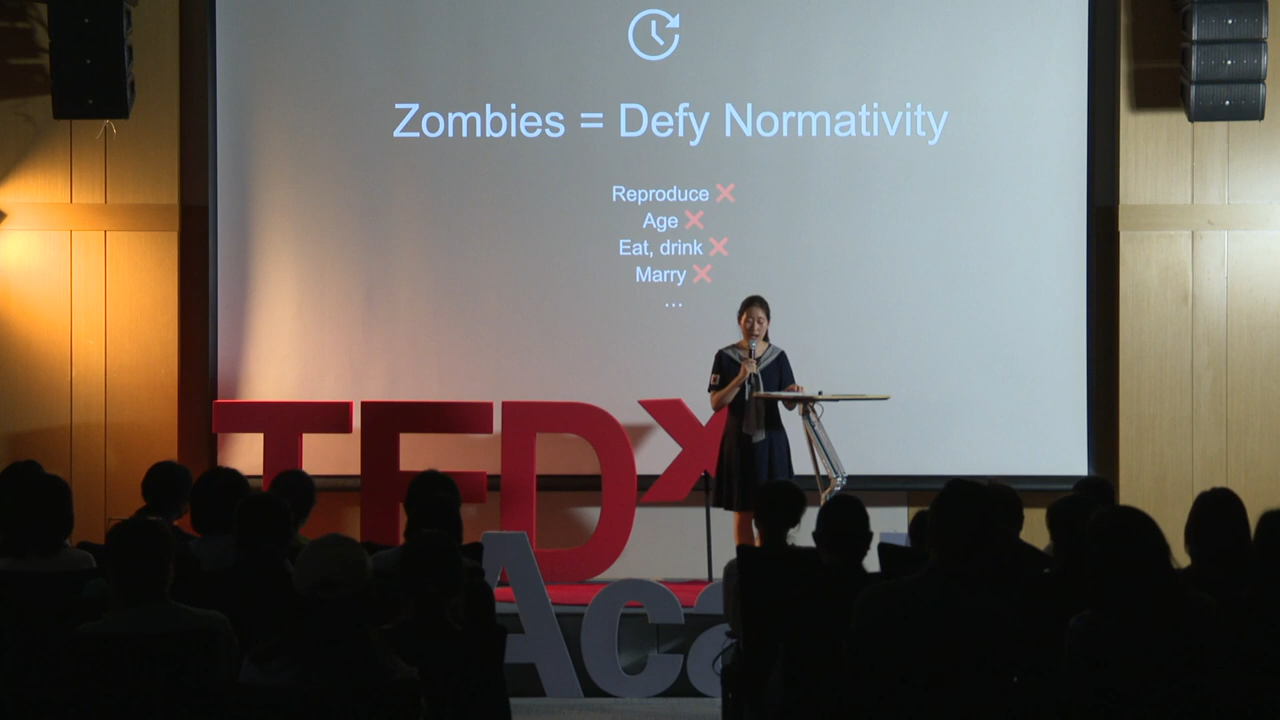 Zombies = Defy Normativity
Reproduce ❌
Age ❌
Eat, drink ❌
Marry ❌
...
TEDx
Aca